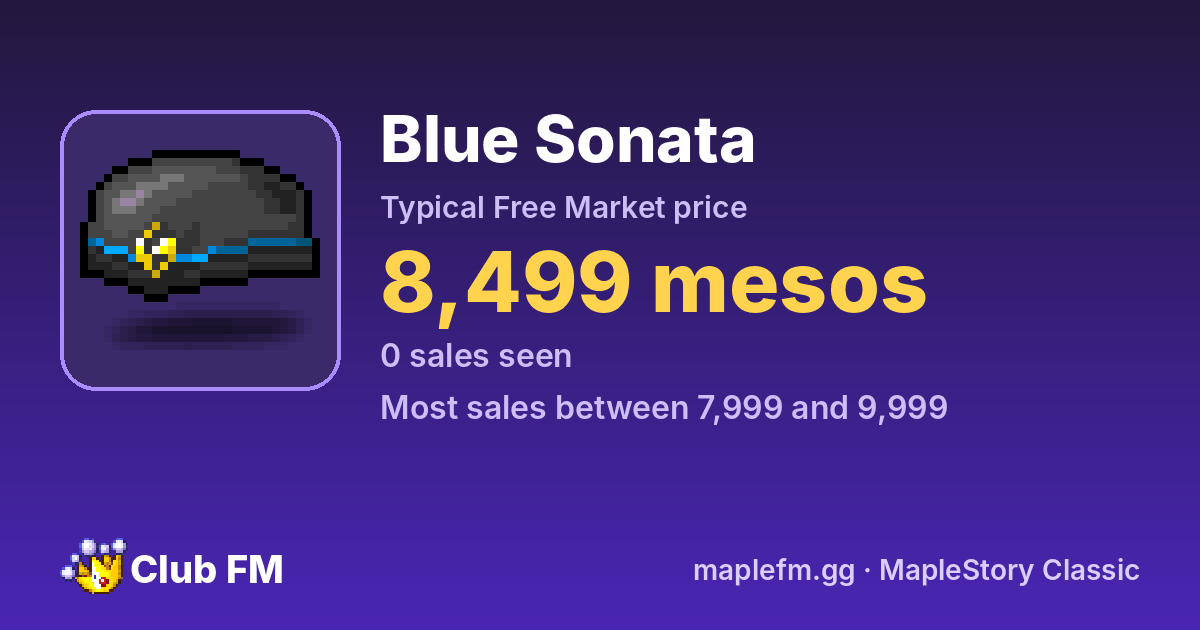 Blue Sonata
Typical Free Market price
8,499 mesos
0 sales seen
Most sales between 7,999 and 9,999
Club FM
maplefm.gg · MapleStory Classic